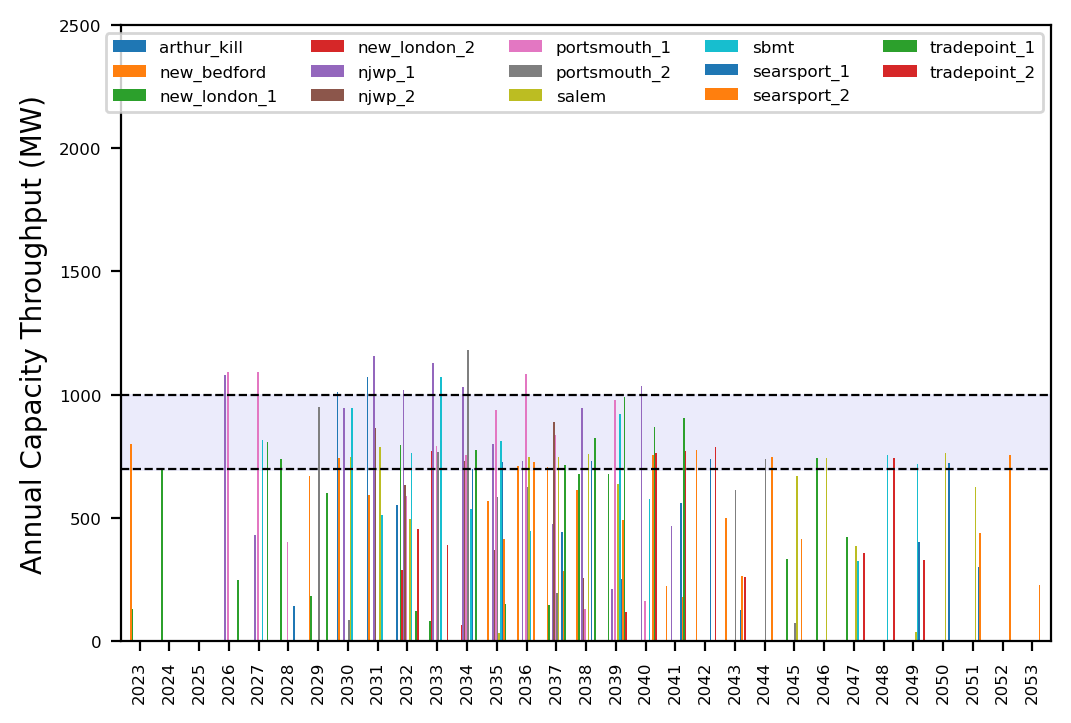 2500
2000
1500
1000
500
0
Annual Capacity Throughput (MW)
arthur_kill
new_bedford
new_london_1
new_london_2
njwp_1
njwp_2
portsmouth_1
portsmouth_2
salem
sbmt
searsport_1
searsport_2
tradepoint_1
tradepoint_2
2023
2024
2025
2026
2027
2028
2029
2030
2031
2032
2033
2034
2035
2036
2037
2038
2039
2040
2041
2042
2043
2044
2045
2046
2047
2048
2049
2050
2051
2052
2053